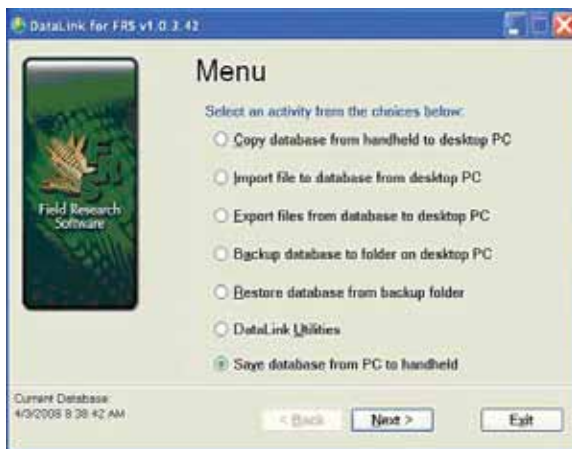 DataLink for FRS v1.0.3.42
Menu
Select an activity from the choices below:
Copy database from handheld to desktop PC
Import file to database from desktop PC
Export files from database to desktop PC
Backup database to folder on desktop PC
Restore database from backup folder
DataLink Utilities
Save database from PC to handheld
FRS
Field Research
Software
Current Database:
4/3/2008 8:38:42 AM
< Back
Next >
Exit